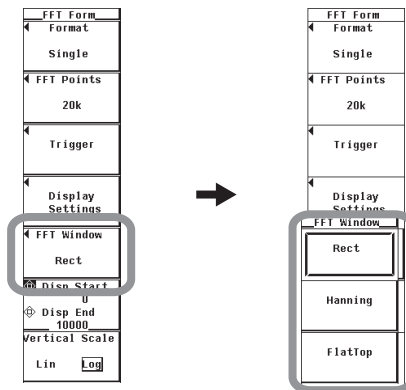 FFT Form
Format
Single
FFT Points
20k
Trigger
Display
Settings
FFT Window
Rect
Disp Start
0
Disp End
10000
Vertical Scale
Lin Log
FFT Form
Format
Single
FFT Points
20k
Trigger
Display
Settings
FFT Window
Rect
Hanning
FlatTop